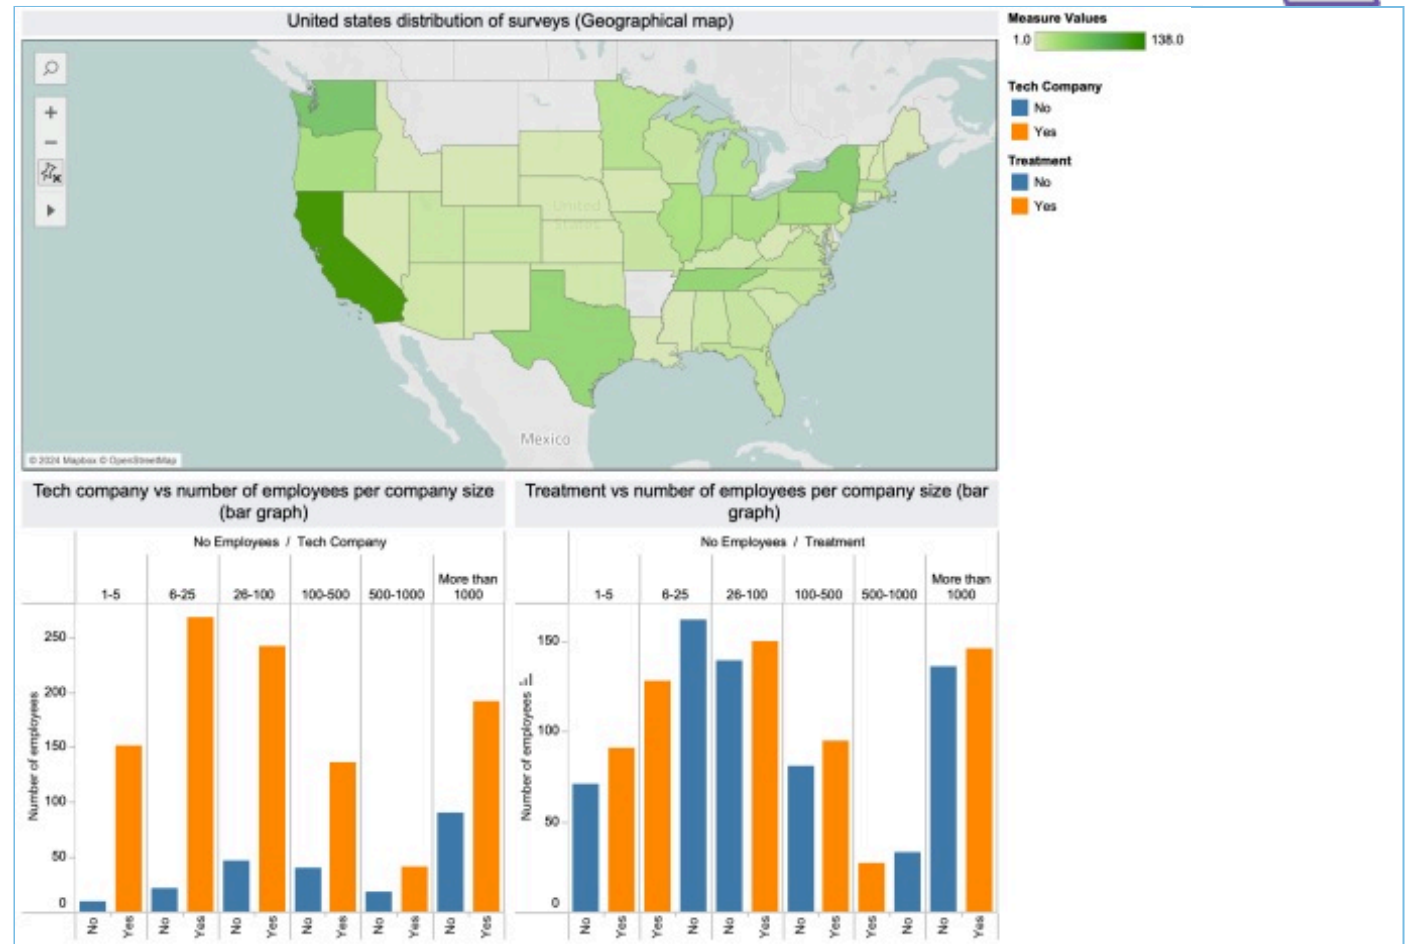 United states distribution of surveys (Geographical map)
Measure Values
1.0 138.0
Tech Company
No
Yes
Treatment
No
Yes
United
States
Mexico
© 2024 Mapbox © OpenStreetMap
Tech company vs number of employees per company size
(bar graph)
No Employees / Tech Company
1-5 6-25 26-100 100-500 500-1000 More than
1000
Number of employees
250
200
150
100
50
0
No Yes No Yes No Yes No Yes No Yes No Yes
Treatment vs number of employees per company size (bar
graph)
No Employees / Treatment
1-5 6-25 26-100 100-500 500-1000 More than
1000
Number of employees
150
100
50
0
No Yes Yes No No Yes No Yes Yes No No Yes